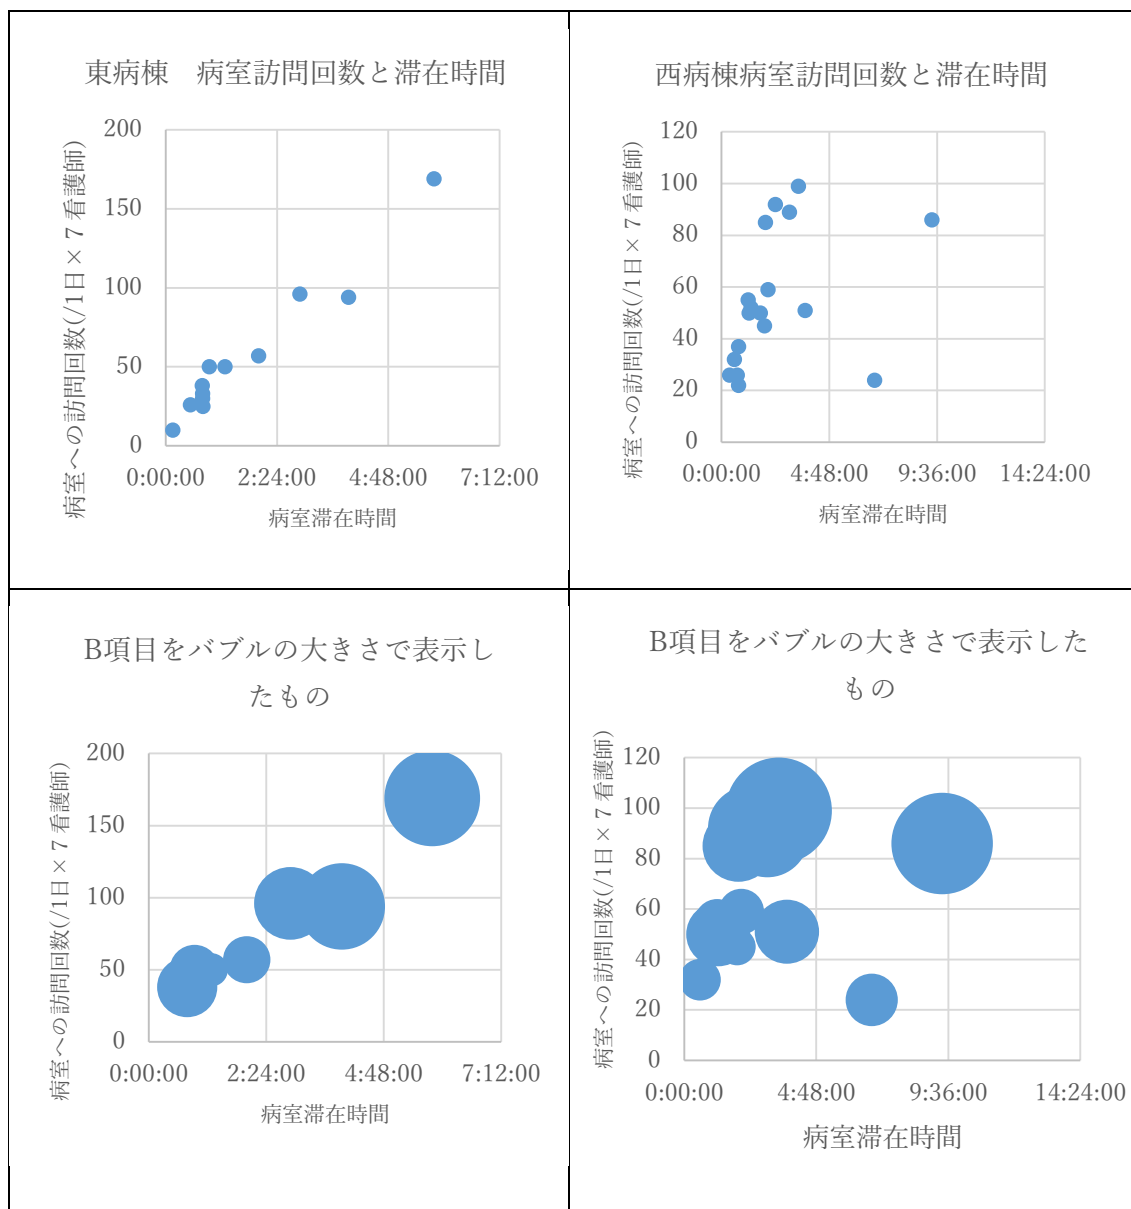 東病棟　病室訪問回数と滞在時間
病室への訪問回数(/1日×７看護師)
200
150
100
50
0
0:00:00
2:24:00
4:48:00
7:12:00
病室滞在時間
西病棟病室訪問回数と滞在時間
病室への訪問回数(/1日×７看護師)
120
100
80
60
40
20
0
0:00:00
4:48:00
9:36:00
14:24:00
病室滞在時間
B項目をバブルの大きさで表示し
たもの
病室への訪問回数(/1日×７看護師)
200
150
100
50
0
0:00:00
2:24:00
4:48:00
7:12:00
病室滞在時間
B項目をバブルの大きさで表示した
もの
病室への訪問回数(/1日×７看護師)
120
100
80
60
40
20
0
0:00:00
4:48:00
9:36:00
14:24:00
病室滞在時間